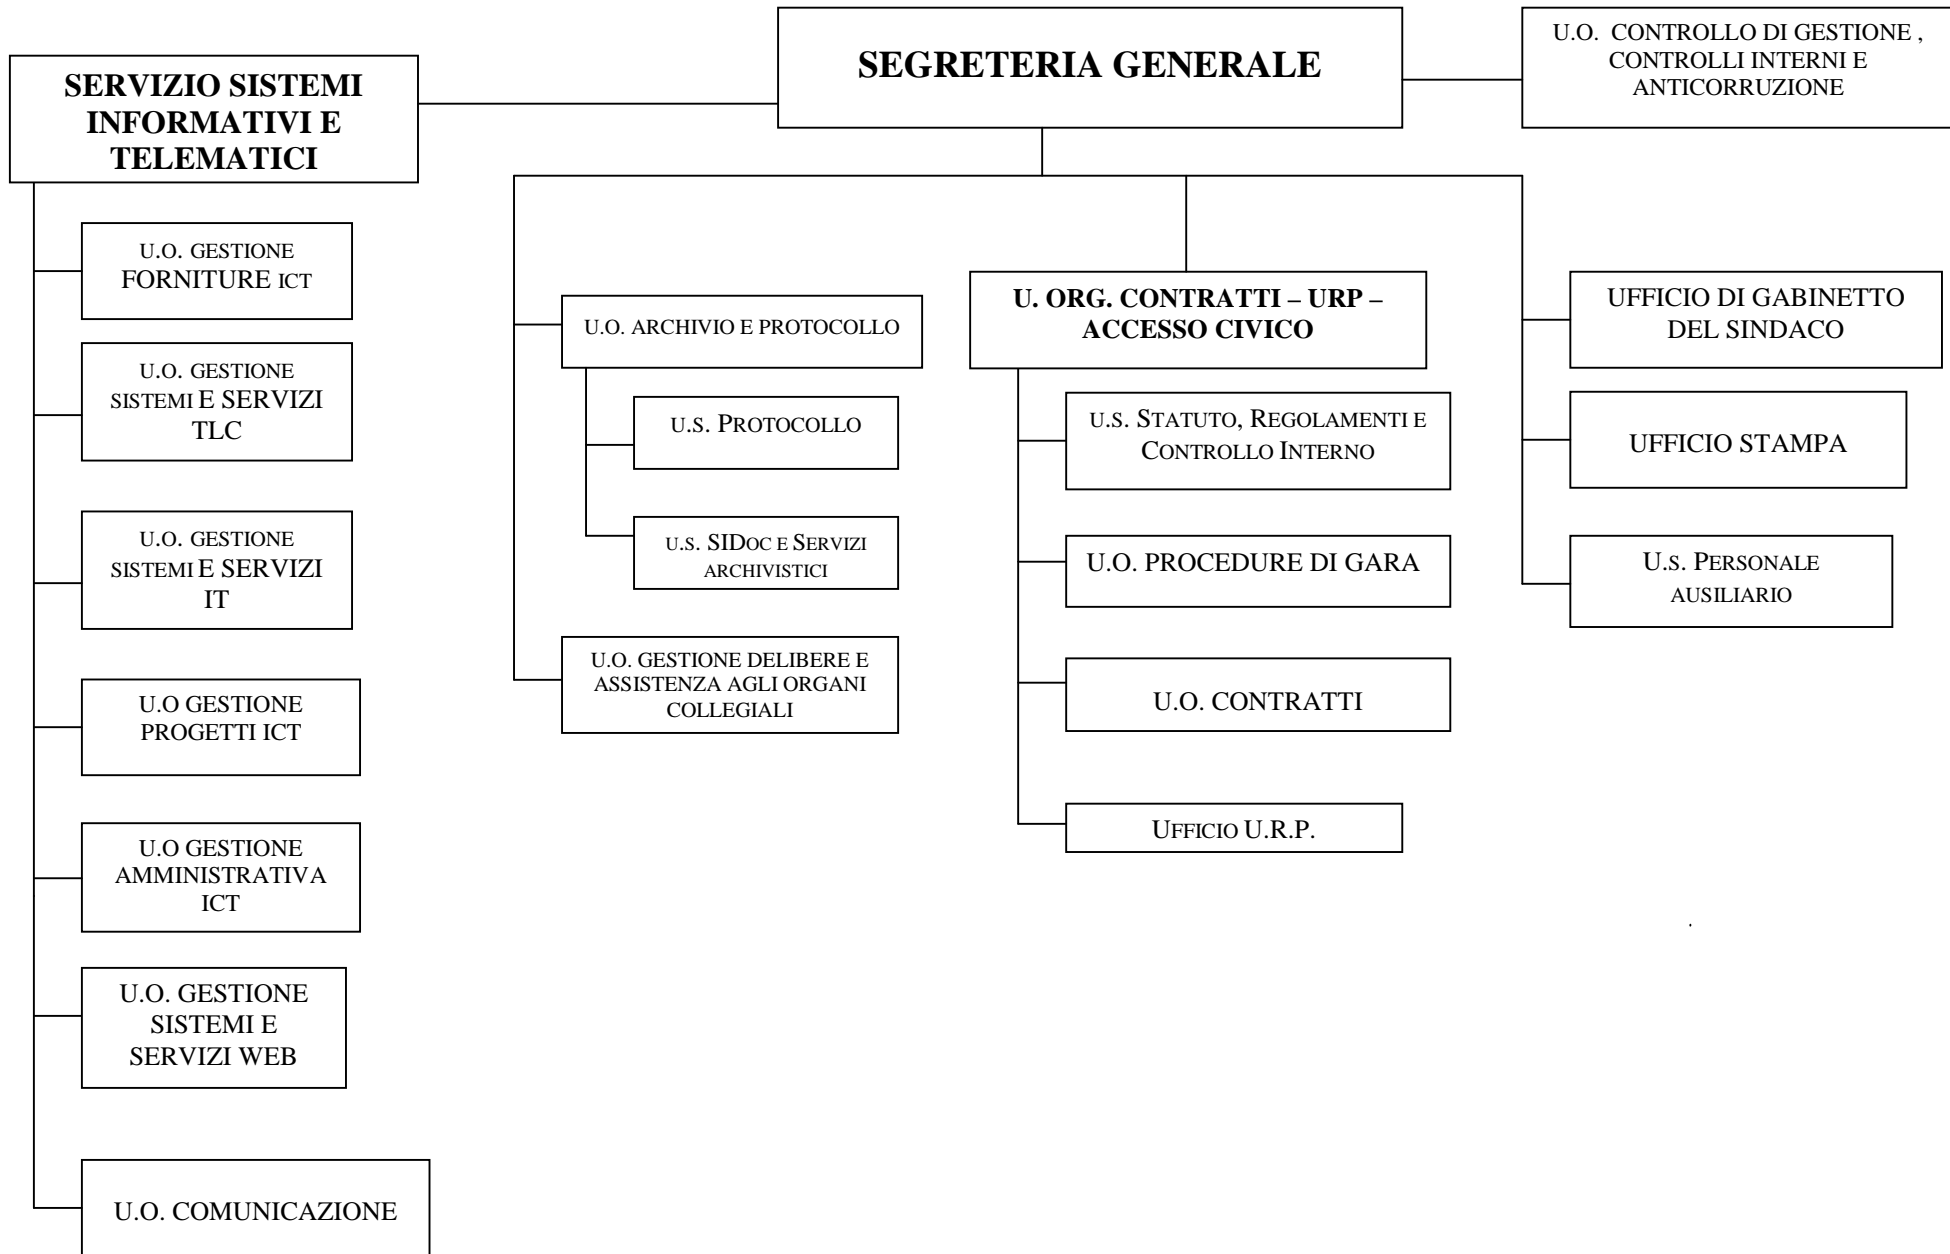 SEGRETERIA GENERALE
U.O. CONTROLLO DI GESTIONE ,
CONTROLLI INTERNI E
ANTICORRUZIONE
SERVIZIO SISTEMI
INFORMATIVI E
TELEMATICI
U.O. GESTIONE
FORNITURE ICT
U.O. GESTIONE
SISTEMI E SERVIZI
TLC
U.O. GESTIONE
SISTEMI E SERVIZI
IT
U.O GESTIONE
PROGETTI ICT
U.O GESTIONE
AMMINISTRATIVA
ICT
U.O. GESTIONE
SISTEMI E
SERVIZI WEB
U.O. COMUNICAZIONE
U.O. ARCHIVIO E PROTOCOLLO
U.S. PROTOCOLLO
U.S. SIDOC E SERVIZI
ARCHIVISTICI
U.O. GESTIONE DELIBERE E
ASSISTENZA AGLI ORGANI
COLLEGIALI
U. ORG. CONTRATTI – URP –
ACCESSO CIVICO
U.S. STATUTO, REGOLAMENTI E
CONTROLLO INTERNO
U.O. PROCEDURE DI GARA
U.O. CONTRATTI
UFFICIO U.R.P.
UFFICIO DI GABINETTO
DEL SINDACO
UFFICIO STAMPA
U.S. PERSONALE
AUSILIARIO
.